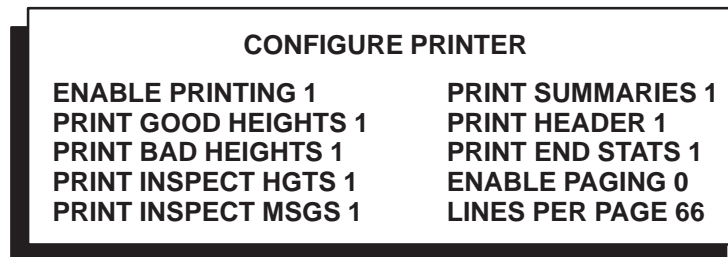 CONFIGURE PRINTER
ENABLE PRINTING 1
PRINT GOOD HEIGHTS 1
PRINT BAD HEIGHTS 1
PRINT INSPECT HGTS 1
PRINT INSPECT MSGS 1
PRINT SUMMARIES 1
PRINT HEADER 1
PRINT END STATS 1
ENABLE PAGING 0
LINES PER PAGE 66